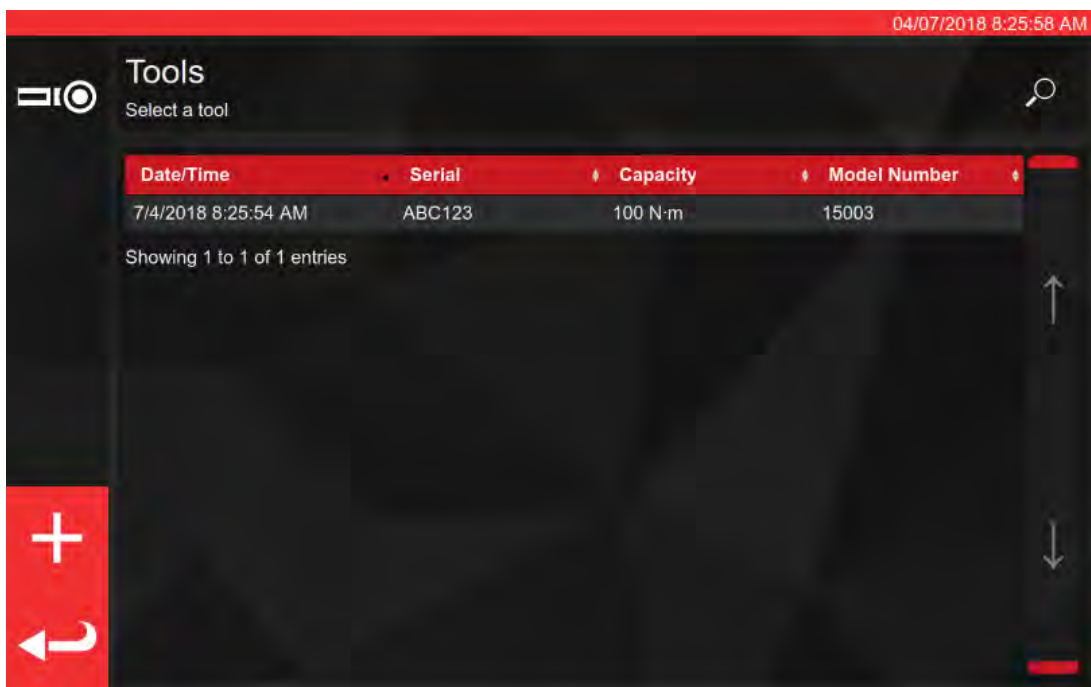 04/07/2018 8:25:58 AM
Tools
Select a tool
Date/Time Serial Capacity Model Number
7/4/2018 8:25:54 AM ABC123 100 N·m 15003
Showing 1 to 1 of 1 entries